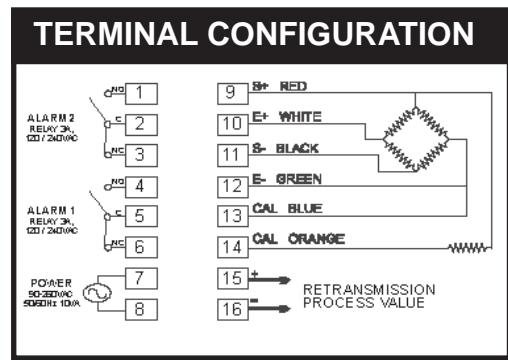 TERMINAL CONFIGURATION
NO 1
ALARM 2
RELAY 3A,
120 / 240VAC
C 2
NC 3
NO 4
ALARM 1
RELAY 3A,
120 / 240VAC
C 5
NC 6
POWER
90-260VAC
50/60Hz 10VA
7
8
9 S+ RED
10 E+ WHITE
11 S- BLACK
12 E- GREEN
13 CAL BLUE
14 CAL ORANGE
15 +
16 -
RETRANSMISSION
PROCESS VALUE